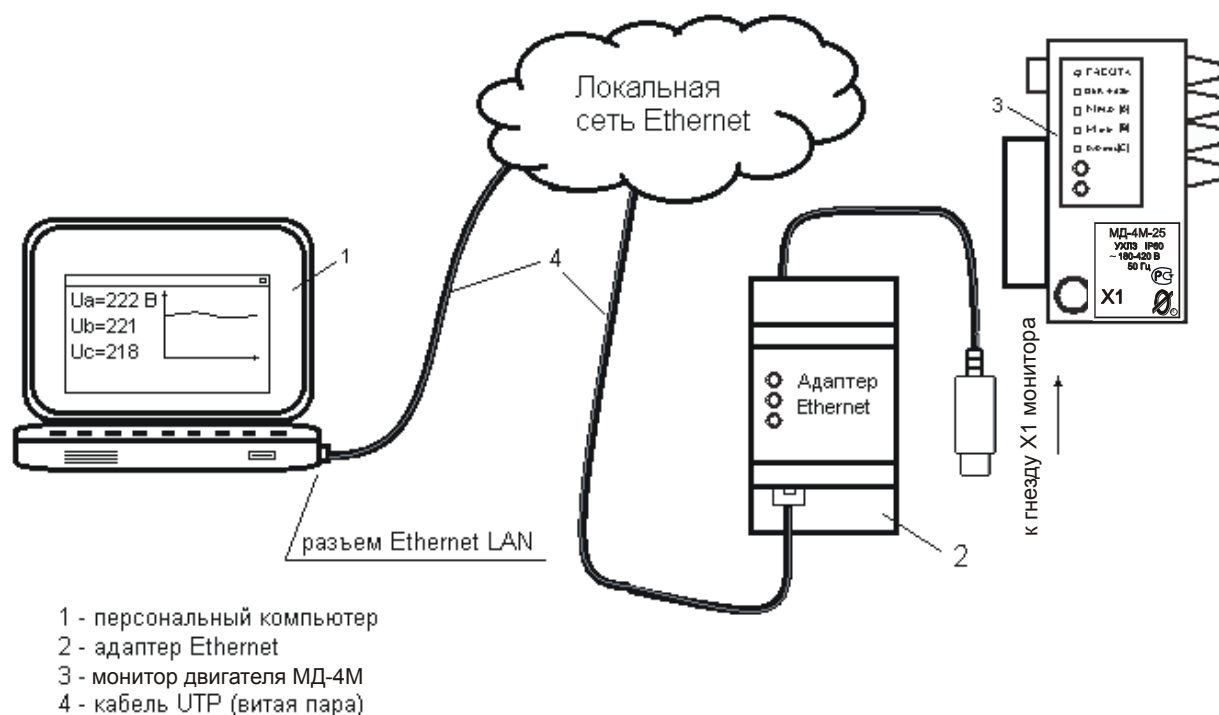 Локальная
сеть Ethernet
3
РАБОТА
МД-4М-25
УХЛ3 IP60
~ 180-420 В
50 Гц
РСТ
X1
1
4
Ua=222 В
Ub=221
Uc=218
Адаптер
Ethernet
к гнезду X1 монитора
разъем Ethernet LAN
2
1 - персональный компьютер
2 - адаптер Ethernet
3 - монитор двигателя МД-4М
4 - кабель UTP (витая пара)